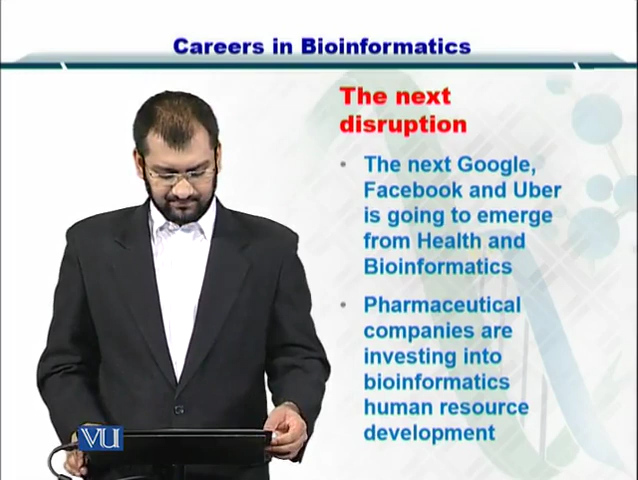 Careers in Bioinformatics
The next
disruption
• The next Google,
Facebook and Uber
is going to emerge
from Health and
Bioinformatics
• Pharmaceutical
companies are
investing into
bioinformatics
human resource
development
VU